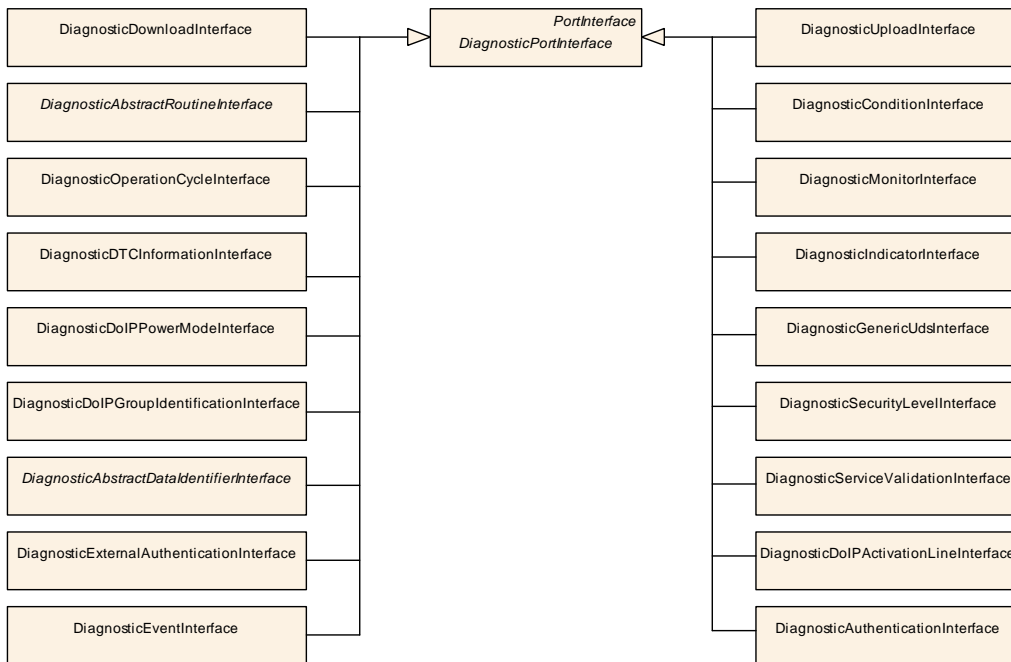 DiagnosticDownloadInterface
DiagnosticAbstractRoutineInterface
DiagnosticOperationCycleInterface
DiagnosticDTCInformationInterface
DiagnosticDoIPPowerModeInterface
DiagnosticDoIPGroupIdentificationInterface
DiagnosticAbstractDataIdentifierInterface
DiagnosticExternalAuthenticationInterface
DiagnosticEventInterface
PortInterface
DiagnosticPortInterface
DiagnosticUploadInterface
DiagnosticConditionInterface
DiagnosticMonitorInterface
DiagnosticIndicatorInterface
DiagnosticGenericUdsInterface
DiagnosticSecurityLevelInterface
DiagnosticServiceValidationInterface
DiagnosticDoIPActivationLineInterface
DiagnosticAuthenticationInterface